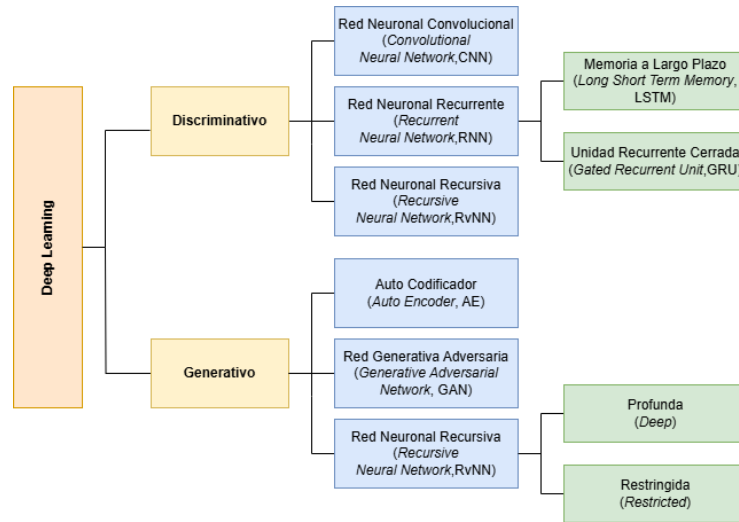 Deep Learning
Discriminativo
Red Neuronal Convolucional
(Convolutional
Neural Network,CNN)
Red Neuronal Recurrente
(Recurrent
Neural Network,RNN)
Memoria a Largo Plazo
(Long Short Term Memory,
LSTM)
Unidad Recurrente Cerrada
(Gated Recurrent Unit,GRU)
Red Neuronal Recursiva
(Recursive
Neural Network,RvNN)
Generativo
Auto Codificador
(Auto Encoder, AE)
Red Generativa Adversaria
(Generative Adversarial
Network, GAN)
Red Neuronal Recursiva
(Recursive
Neural Network,RvNN)
Profunda
(Deep)
Restringida
(Restricted)